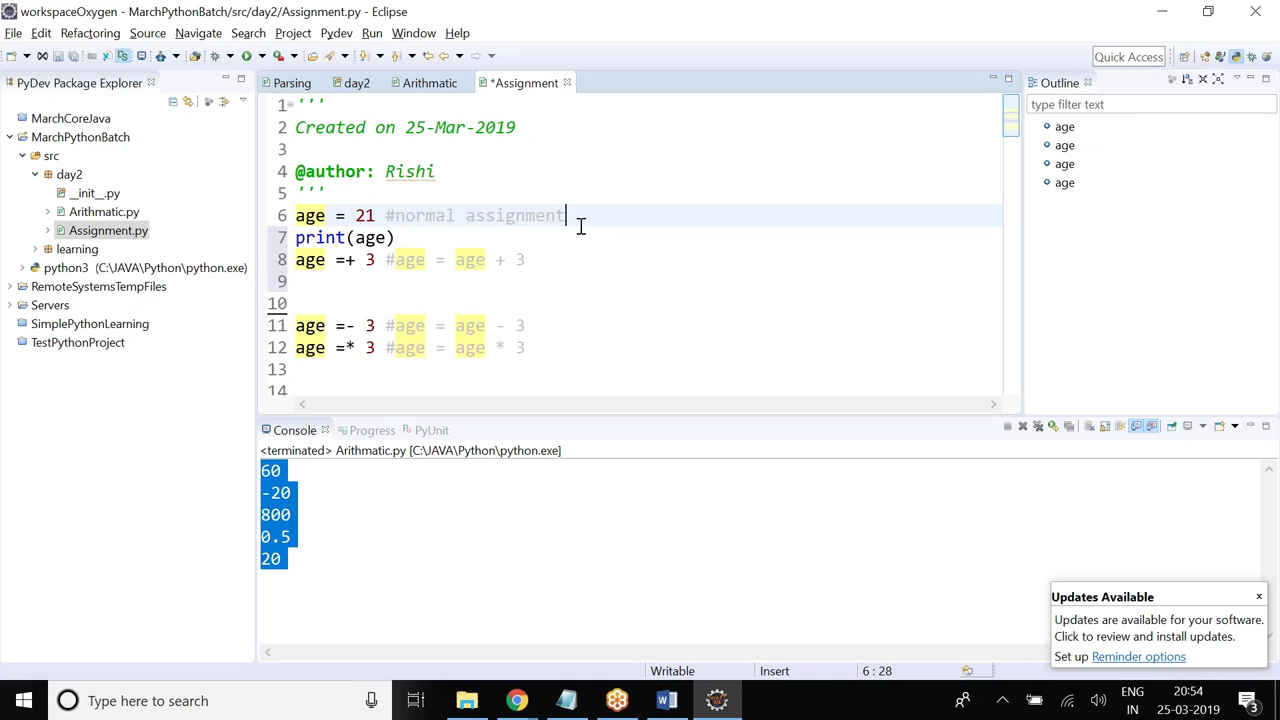 workspaceOxygen - MarchPythonBatch/src/day2/Assignment.py - Eclipse
File Edit Refactoring Source Navigate Search Project Pydev Run Window Help
Quick Access
PyDev Package Explorer
MarchCoreJava
MarchPythonBatch
src
day2
__init__.py
Arithmatic.py
Assignment.py
learning
python3 (C:\JAVA\Python\python.exe)
RemoteSystemsTempFiles
Servers
SimplePythonLearning
TestPythonProject
Parsing day2 Arithmatic *Assignment
1 '''
2 Created on 25-Mar-2019
3
4 @author: Rishi
5 '''
6 age = 21 #normal assignment
7 print(age)
8 age =+ 3 #age = age + 3
9
10
11 age =- 3 #age = age - 3
12 age =* 3 #age = age * 3
13
14
Outline
type filter text
age
age
age
age
Console Progress PyUnit
<terminated> Arithmatic.py [C:\JAVA\Python\python.exe]
60
-20
800
0.5
20
Updates Available
Updates are available for your software.
Click to review and install updates.
Set up Reminder options
Writable Insert 6 : 28
Type here to search
ENG
IN
20:54
25-03-2019
3